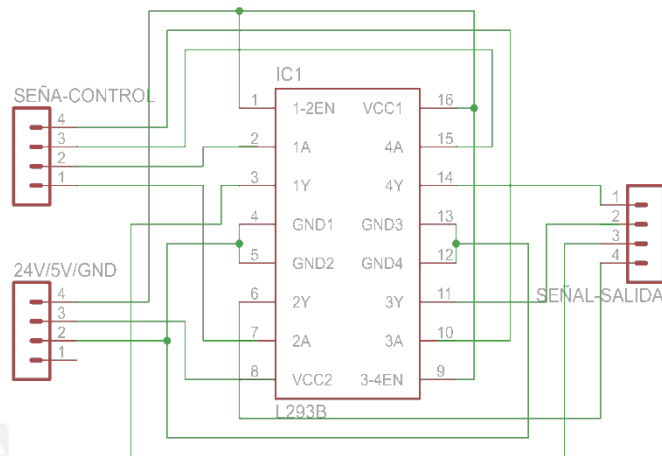 IC1
SEÑA-CONTROL
4
3
2
1
24V/5V/GND
4
3
2
1
1 1-2EN VCC1 16
2 1A 4A 15
3 1Y 4Y 14
4 GND1 GND3 13
5 GND2 GND4 12
6 2Y 3Y 11
7 2A 3A 10
8 VCC2 3-4EN 9
L293B
1
2
3
4
SEÑAL-SALIDA